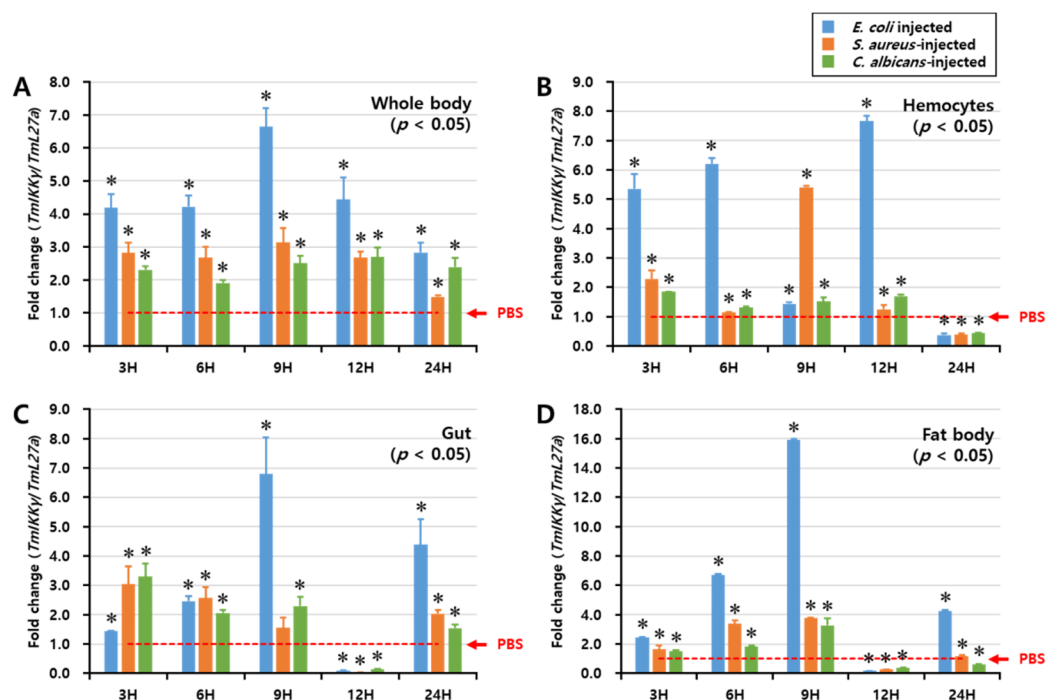 E. coli injected
S. aureus-injected
C. albicans-injected
A
Whole body
(p < 0.05)
Fold change (TmIKKγ/TmL27a)
8.0
7.0
6.0
5.0
4.0
3.0
2.0
1.0
0.0
* * * * * * * * * * * * * * *
PBS
3H 6H 9H 12H 24H
B
Hemocytes
(p < 0.05)
Fold change (TmIKKγ/TmL27a)
9.0
8.0
7.0
6.0
5.0
4.0
3.0
2.0
1.0
0.0
* * * * * * * * * * * * * * *
PBS
3H 6H 9H 12H 24H
C
Gut
(p < 0.05)
Fold change (TmIKKγ/TmL27a)
9.0
8.0
7.0
6.0
5.0
4.0
3.0
2.0
1.0
0.0
* * * * * * * * * * * * * *
PBS
3H 6H 9H 12H 24H
D
Fat body
(p < 0.05)
Fold change (TmIKKγ/TmL27a)
18.0
16.0
14.0
12.0
10.0
8.0
6.0
4.0
2.0
0.0
* * * * * * * * * * * * * * *
PBS
3H 6H 9H 12H 24H